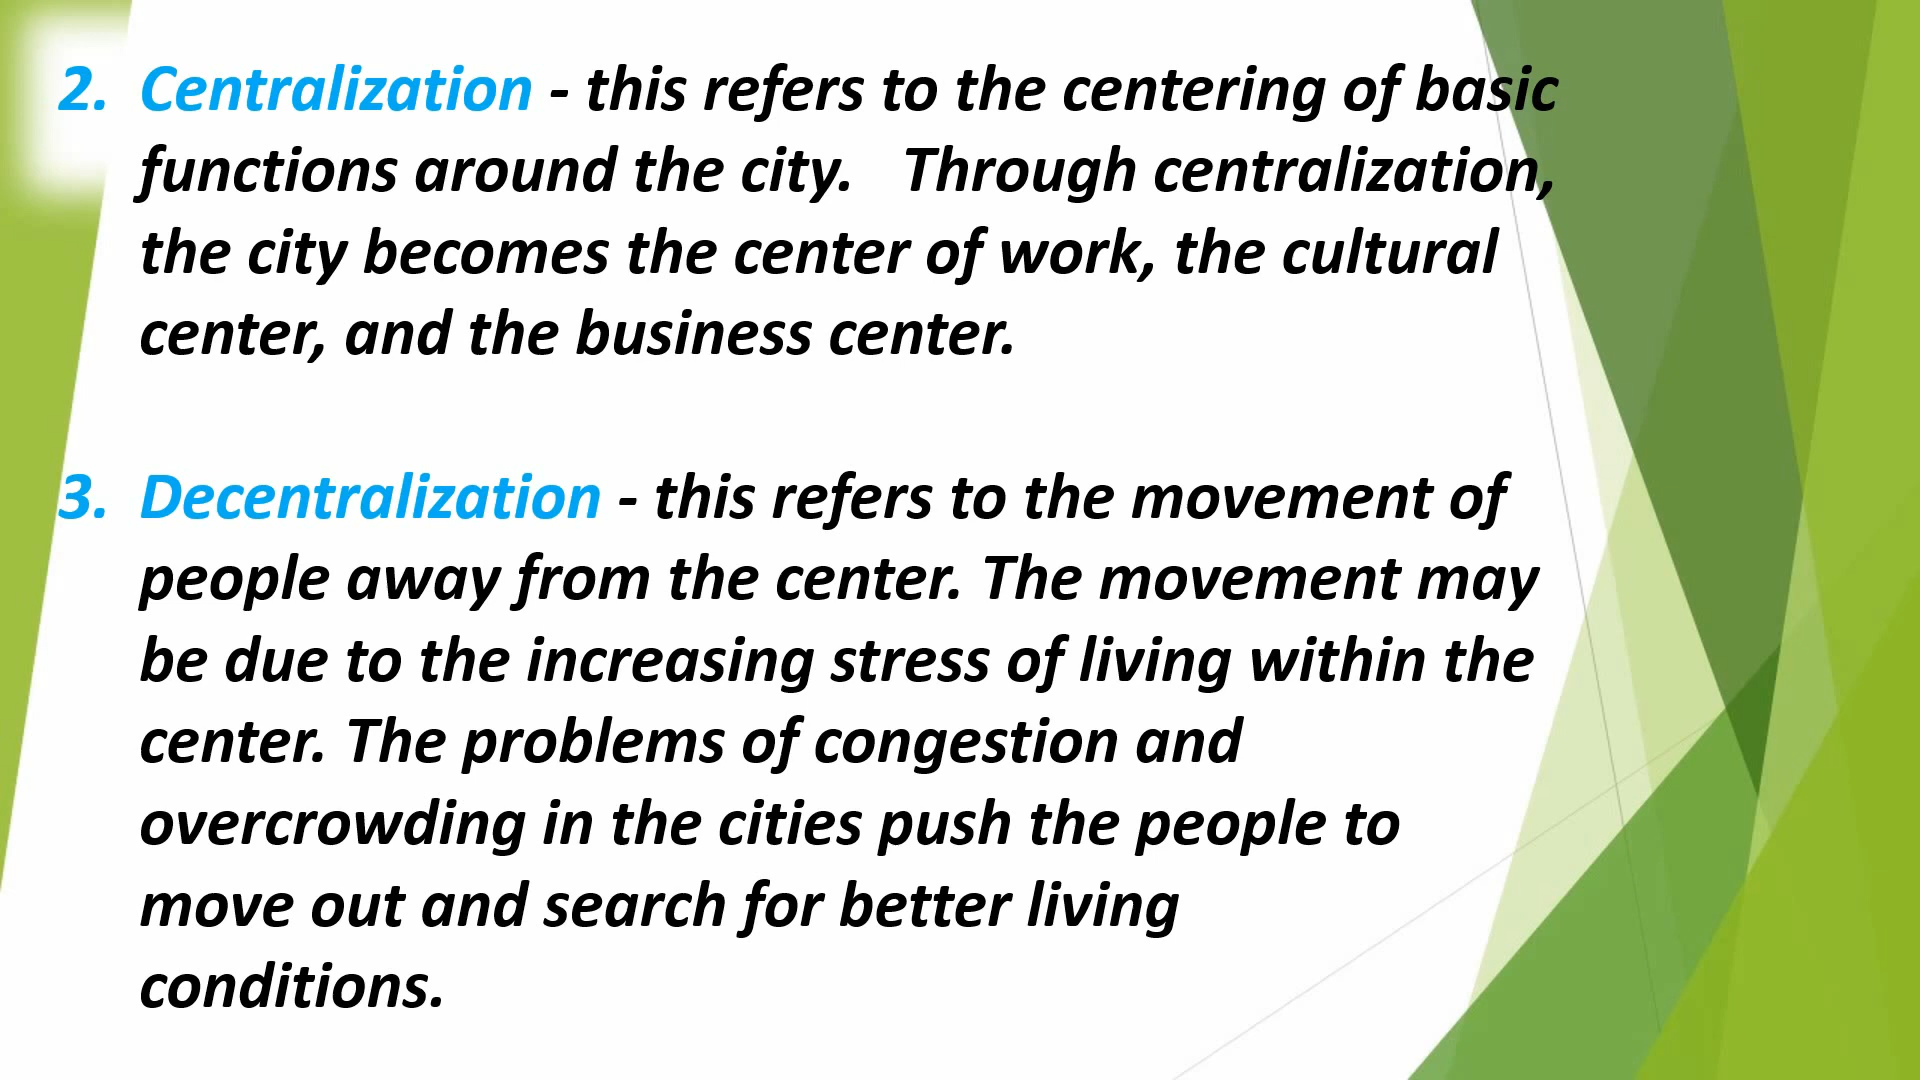 2. Centralization - this refers to the centering of basic
functions around the city. Through centralization,
the city becomes the center of work, the cultural
center, and the business center.
3. Decentralization - this refers to the movement of
people away from the center. The movement may
be due to the increasing stress of living within the
center. The problems of congestion and
overcrowding in the cities push the people to
move out and search for better living
conditions.